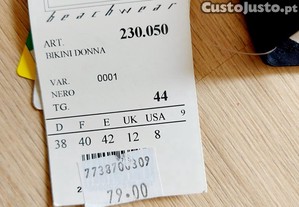 CustoJusto.pt
beachwear
ART. 230.050
BIKINI DONNA
VAR. 0001
NERO
TG. 44
D F E UK USA 9
38 40 42 12 8
7738700309
79.00